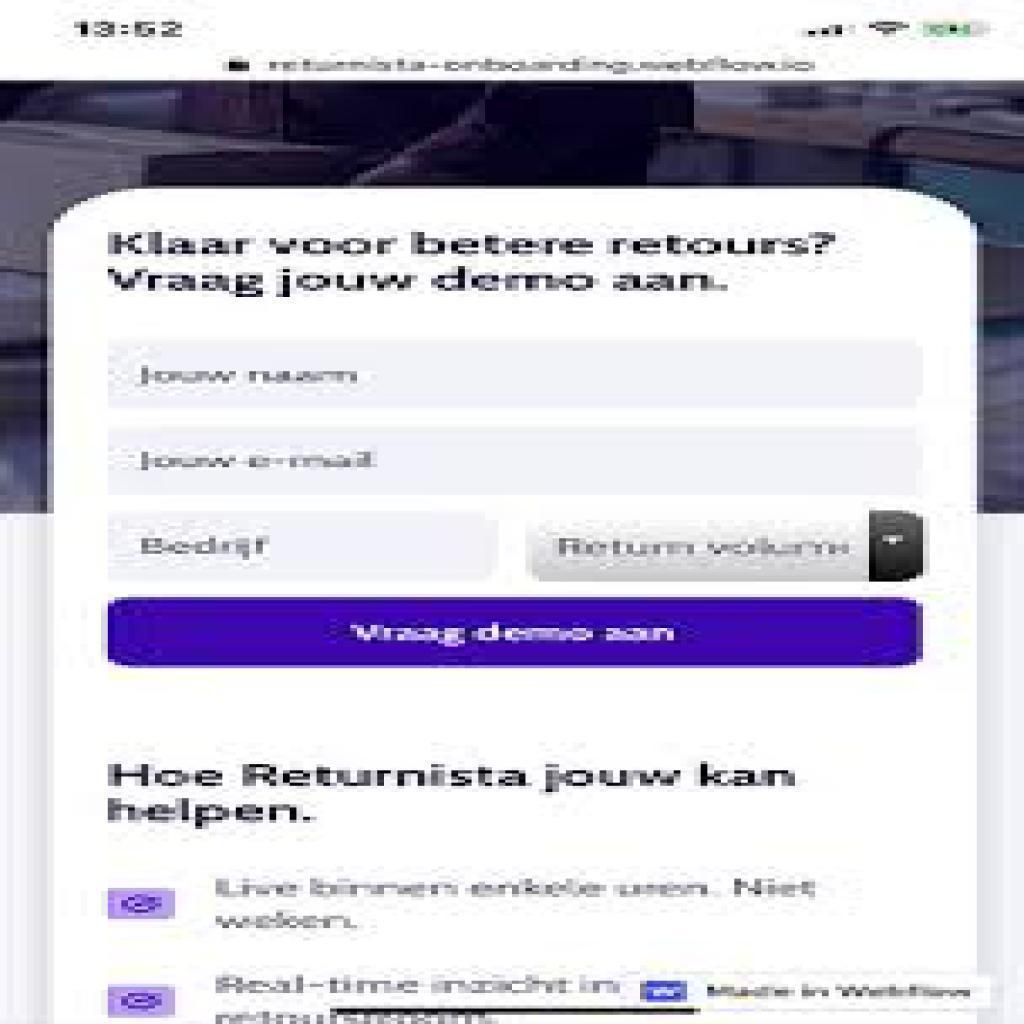 13:52
returnista-onboarding.webflow.io
Klaar voor betere retours?
Vraag jouw demo aan.
Jouw naam
Jouw e-mail
Bedrijf
Return volume
Vraag demo aan
Hoe Returnista jouw kan
helpen.
Live binnen enkele uren. Niet
weken.
Real-time inzicht in
Made in Webflow